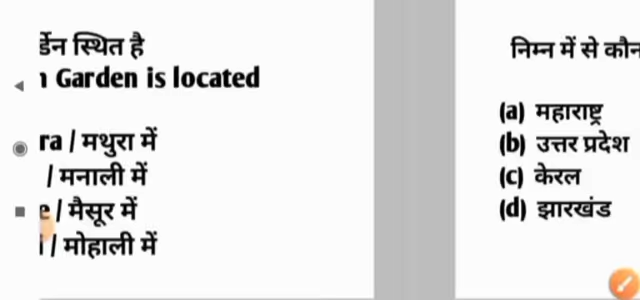 र्डेन स्थित है
Garden is located
ra / मथुरा में
/ मनाली में
e / मैसूर में
i / मोहाली में
निम्न में से कौन
(a) महाराष्ट्र
(b) उत्तर प्रदेश
(c) केरल
(d) झारखंड